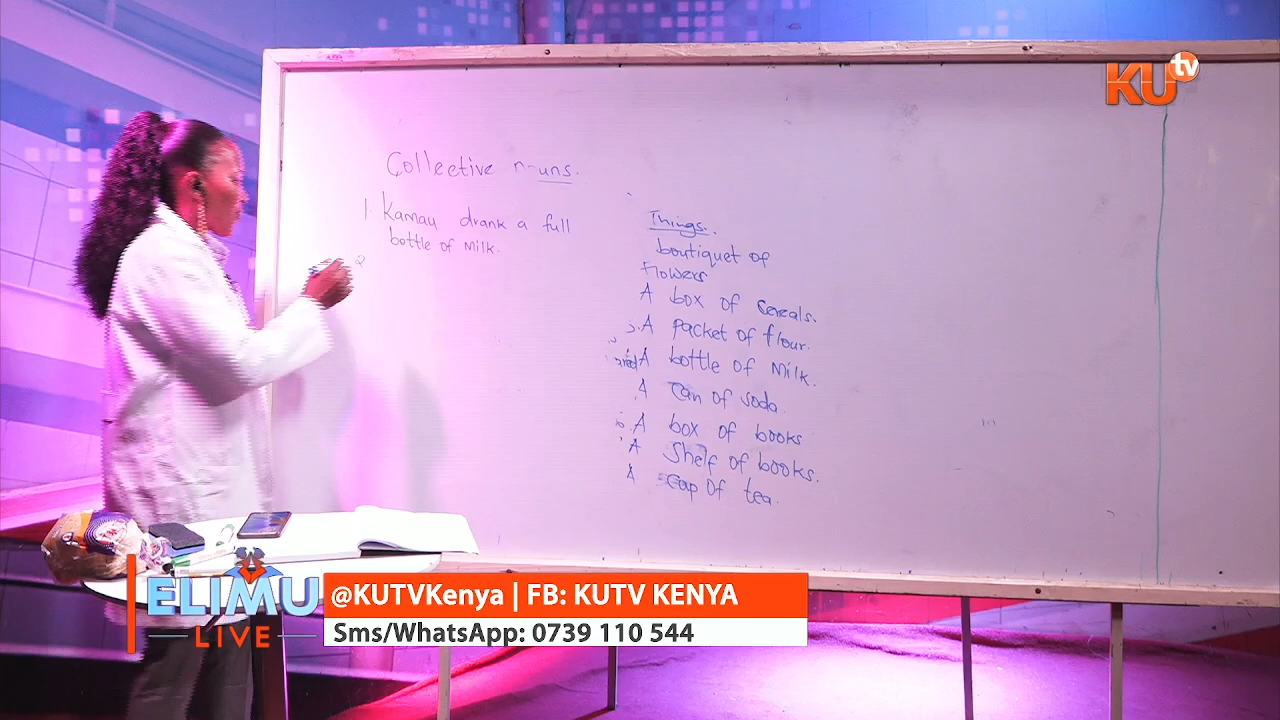 KU tv
Collective n-uns.
1. Kamau drank a full
bottle of Milk.
2
Things.
boutiquet of
Flowers
A box of cereals.
A packet of flour.
A bottle of Milk.
A can of soda.
A box of books
A Shelf of books.
A Cup Of tea.
ELIMU
LIVE
@KUTVKenya | FB: KUTV KENYA
Sms/WhatsApp: 0739 110 544